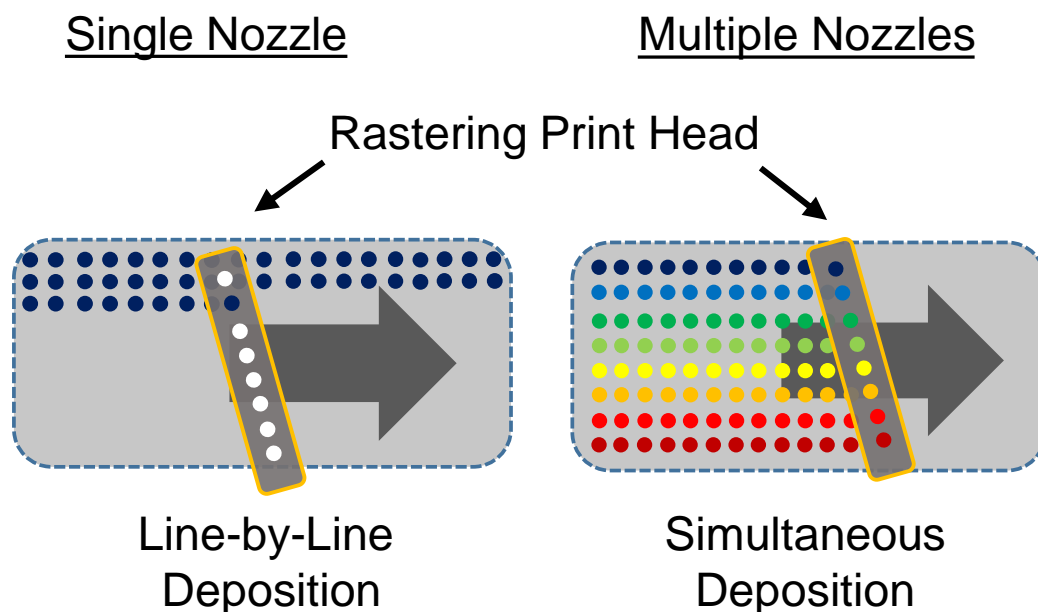 Single Nozzle
Multiple Nozzles
Rastering Print Head
Line-by-Line
Deposition
Simultaneous
Deposition